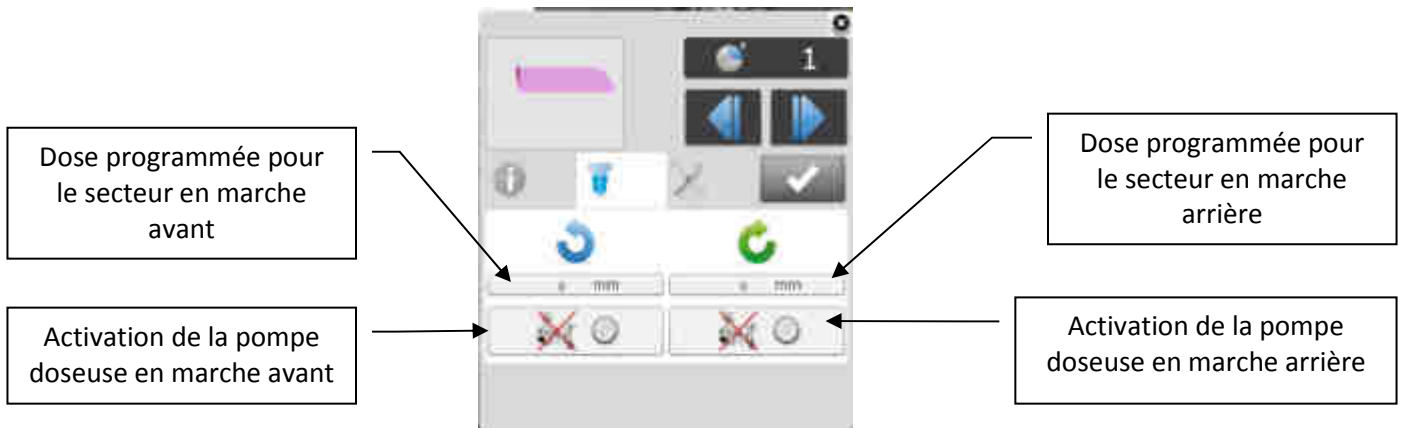 1
Dose programmée pour
le secteur en marche
avant
Dose programmée pour
le secteur en marche
arrière
mm
mm
Activation de la pompe
doseuse en marche avant
Activation de la pompe
doseuse en marche arrière